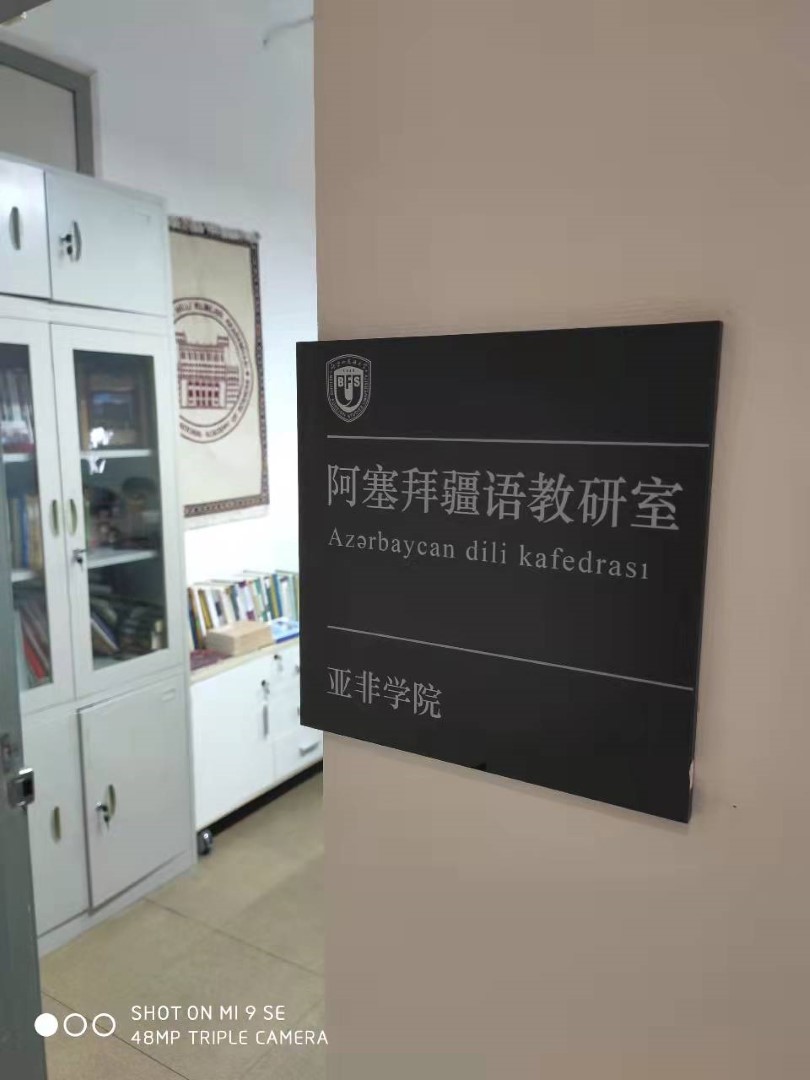 BFSU
阿塞拜疆语教研室
Azərbaycan dili kafedrası
亚非学院
SHOT ON MI 9 SE
48MP TRIPLE CAMERA